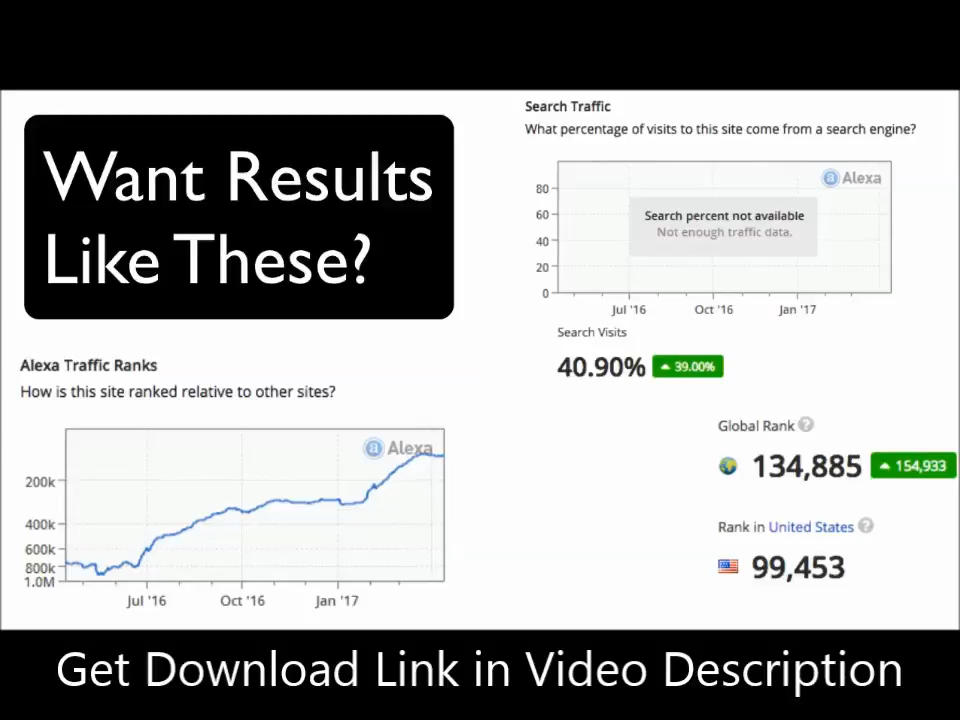 Want Results
Like These?
Alexa Traffic Ranks
How is this site ranked relative to other sites?
Alexa
200k
400k
600k
800k
1.0M
Jul '16
Oct '16
Jan '17
Search Traffic
What percentage of visits to this site come from a search engine?
Alexa
80
60
40
20
0
Search percent not available
Not enough traffic data.
Jul '16
Oct '16
Jan '17
Search Visits
40.90% 39.00%
Global Rank ?
134,885 154,933
Rank in United States ?
99,453
Get Download Link in Video Description